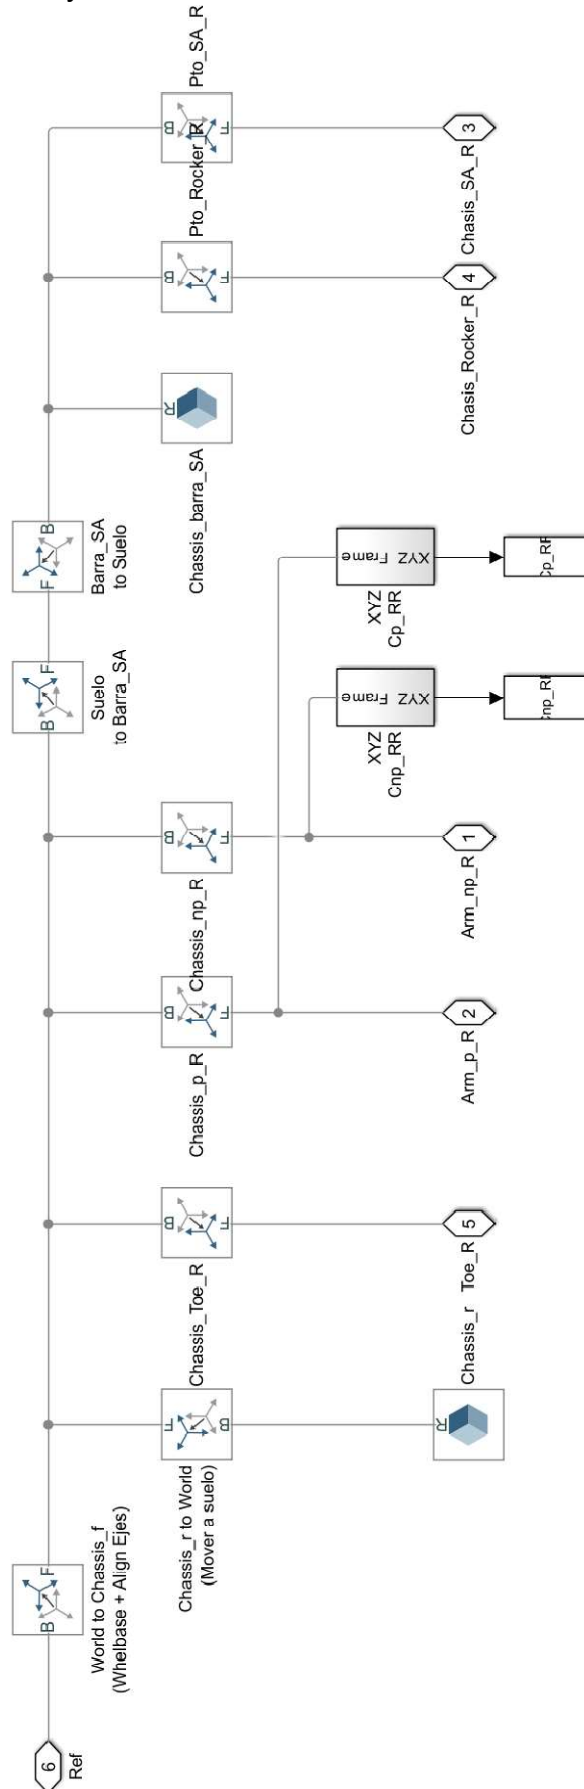 6
Ref
B F
World to Chassis_f
(Whelbase + Align Ejes)
B F
Suelo
to Barra_SA
F B
Barra_SA
to Suelo
F
B
Chassis_r to World
(Mover a suelo)
B
F
Chassis_Toe_R
B
F
Chassis_p_R
B
F
Chassis_np_R
R
Chassis_barra_SA
B
F
Pto_Rocker_R
B
F
Pto_SA_R
XYZ Frame
XYZ
Cnp_RR
XYZ Frame
XYZ
Cp_RR
R
Chassis_r
5
Toe_R
2
Arm_p_R
1
Arm_np_R
4
Chasis_Rocker_R
3
Chasis_SA_R